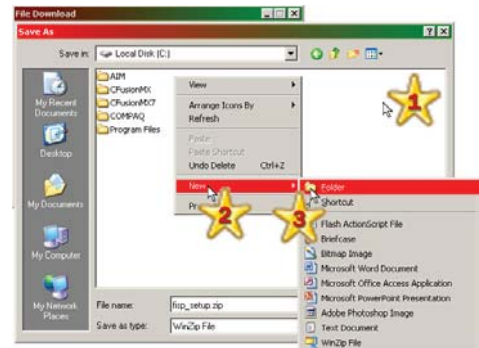 File Download
Save As
Save in:
Local Disk (C:)
My Recent
Documents
Desktop
My Documents
My Computer
My Network
Places
AIM
CFusionMX
CFusionMX7
COMPAQ
Program Files
View
Arrange Icons By
Refresh
Paste
Paste Shortcut
Undo Delete Ctrl+Z
New
Pr
1
2
3
Folder
Shortcut
Flash ActionScript File
Briefcase
Bitmap Image
Microsoft Word Document
Microsoft Office Access Application
Microsoft PowerPoint Presentation
Adobe Photoshop Image
Text Document
WinZip File
File name: fisp_setup.zip
Save as type: WinZip File